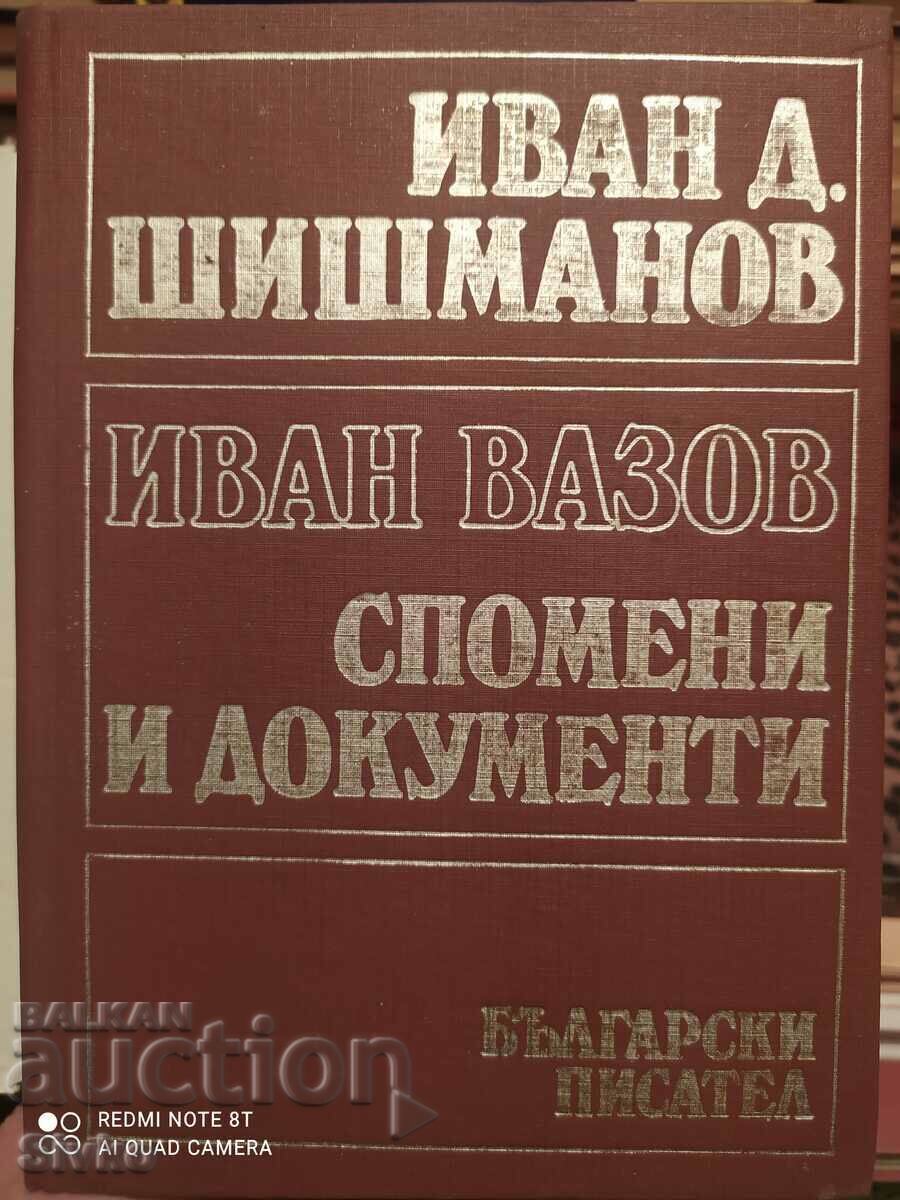 ИВАН Д.
ШИШМАНОВ
ИВАН ВАЗОВ
СПОМЕНИ
И ДОКУМЕНТИ
БЪЛГАРСКИ
ПИСАТЕЛ
BALKAN
auction
REDMI NOTE 8T
AI QUAD CAMERA